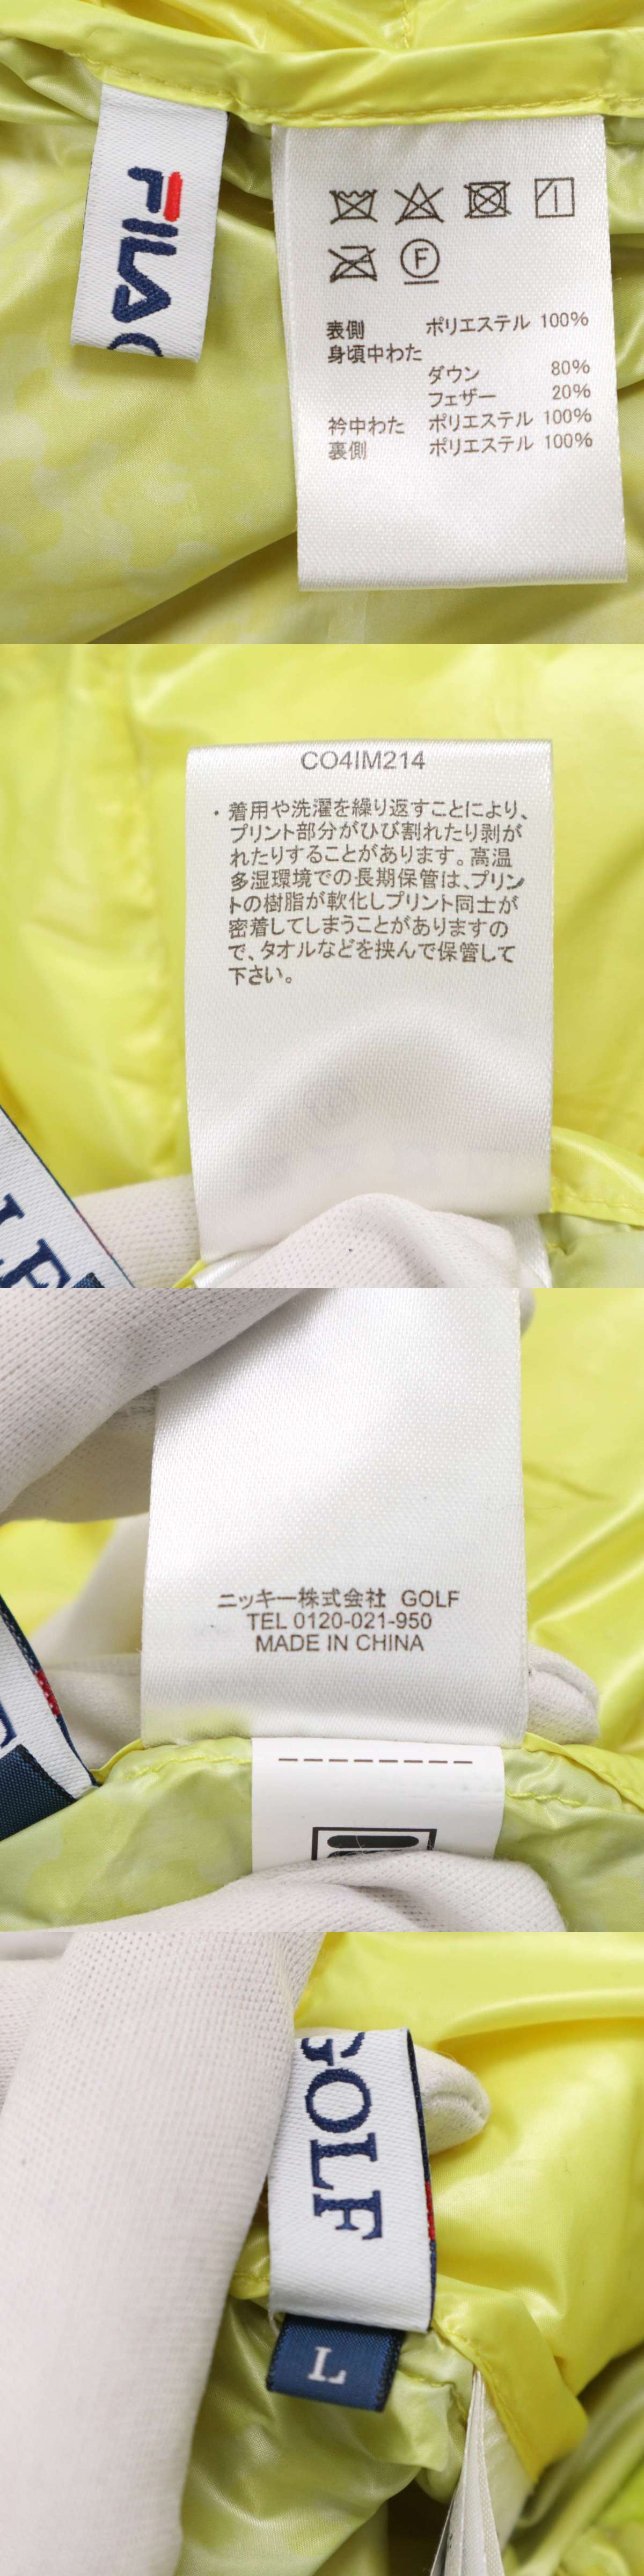 FILA G
F
表側 ポリエステル 100%
身頃中わた
ダウン 80%
フェザー 20%
衿中わた ポリエステル 100%
裏側 ポリエステル 100%
CO4IM214
・着用や洗濯を繰り返すことにより、
プリント部分がひび割れたり剥が
れたりすることがあります。高温
多湿環境での長期保管は、プリン
トの樹脂が軟化しプリント同士が
密着してしまうことがありますの
で、タオルなどを挟んで保管して
下さい。
LF
ニッキー株式会社 GOLF
TEL 0120-021-950
MADE IN CHINA
GOLF
L